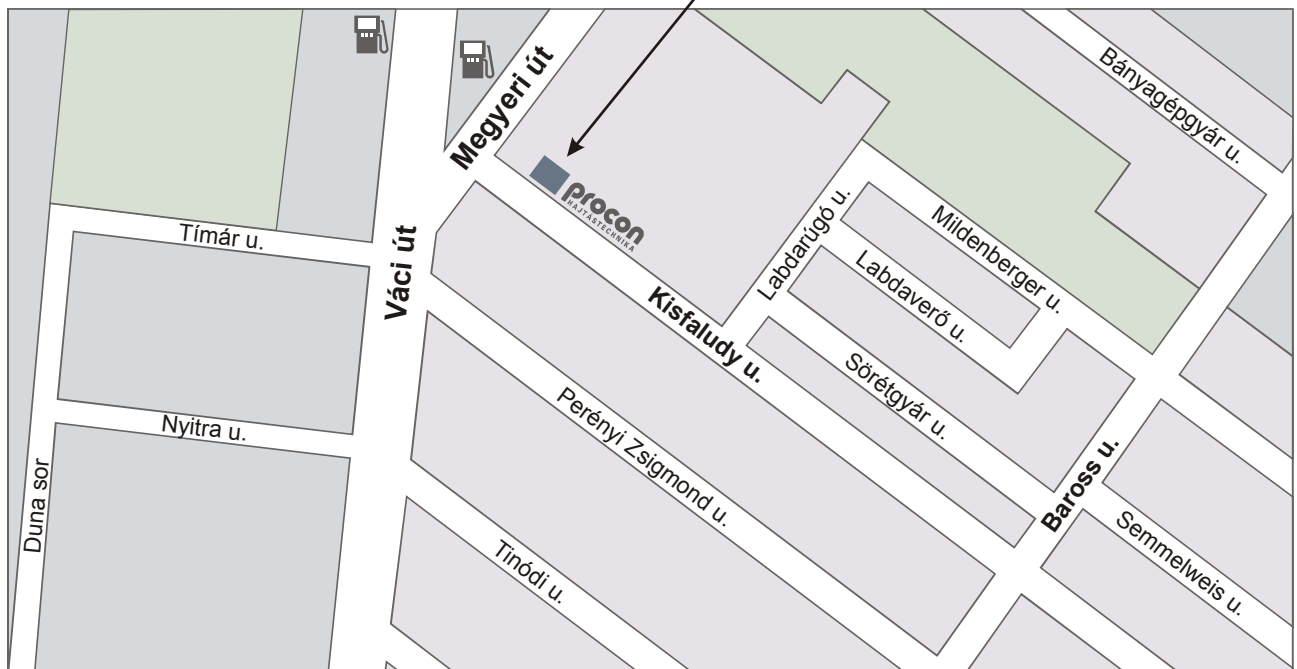 Bányagépgyár u.
Megyeri út
procon
HAJTÁSTECHNIKA
Tímár u.
Váci út
Labdarúgó u.
Mildenberger u.
Labdaverő u.
Kisfaludy u.
Sörétgyár u.
Nyitra u.
Perényi Zsigmond u.
Baross u.
Duna sor
Semmelweis u.
Tinódi u.